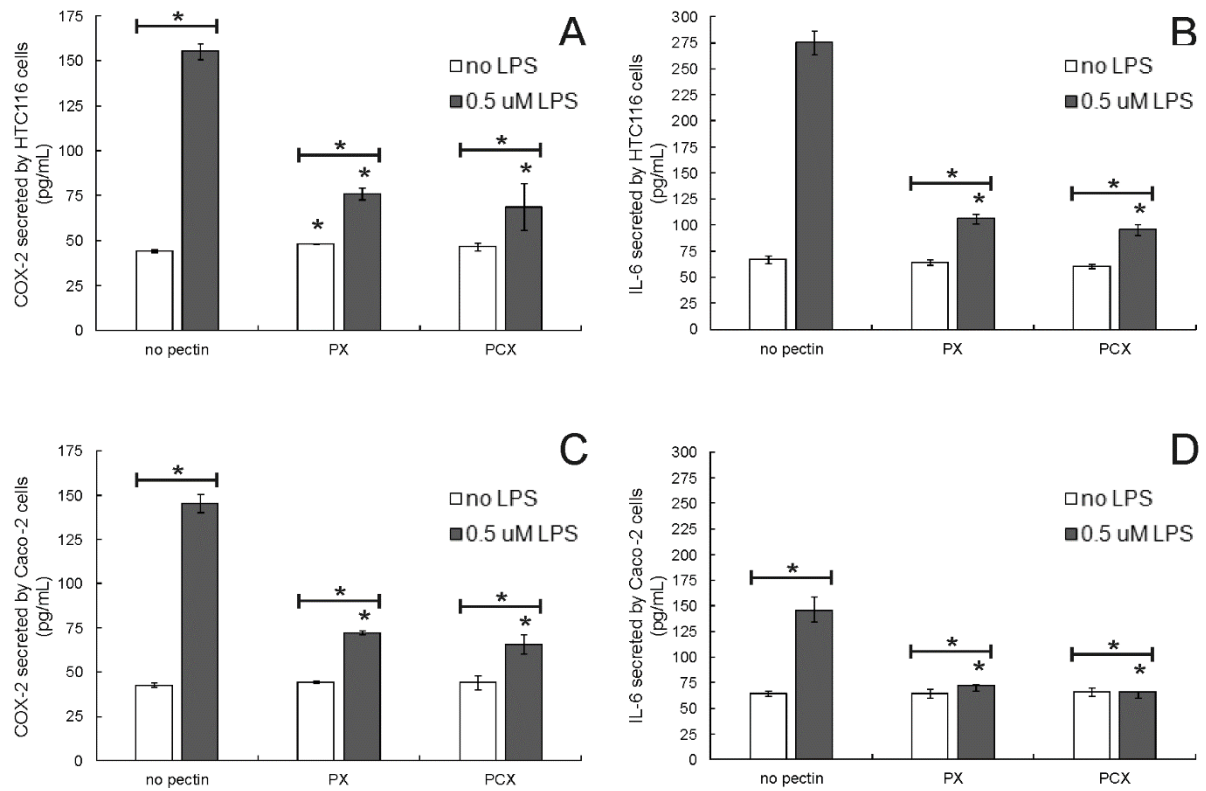 A
COX-2 secreted by HTC116 cells
(pg/mL)
175
150
125
100
75
50
25
0
*
*
*
*
*
*
no LPS
0.5 uM LPS
no pectin
PX
PCX
B
IL-6 secreted by HTC116 cells
(pg/mL)
300
275
250
225
200
175
150
125
100
75
50
25
0
*
*
*
*
no LPS
0.5 uM LPS
no pectin
PX
PCX
C
COX-2 secreted by Caco-2 cells
(pg/mL)
175
150
125
100
75
50
25
0
*
*
*
*
*
no LPS
0.5 uM LPS
no pectin
PX
PCX
D
IL-6 secreted by Caco-2 cells
(pg/mL)
300
275
250
225
200
175
150
125
100
75
50
25
0
*
*
*
*
*
no LPS
0.5 uM LPS
no pectin
PX
PCX